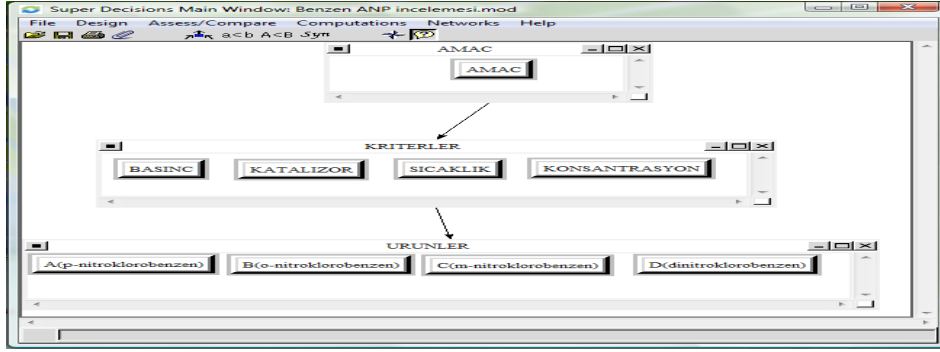 Super Decisions Main Window: Benzen ANP incelemesi.mod
File Design Assess/Compare Computations Networks Help
a<b A<B Syn
AMAC
AMAC
KRITERLER
BASINC KATALIZOR SICAKLIK KONSANTRASYON
URUNLER
A(p-nitroklorobenzen) B(o-nitroklorobenzen) C(m-nitroklorobenzen) D(dinitroklorobenzen)